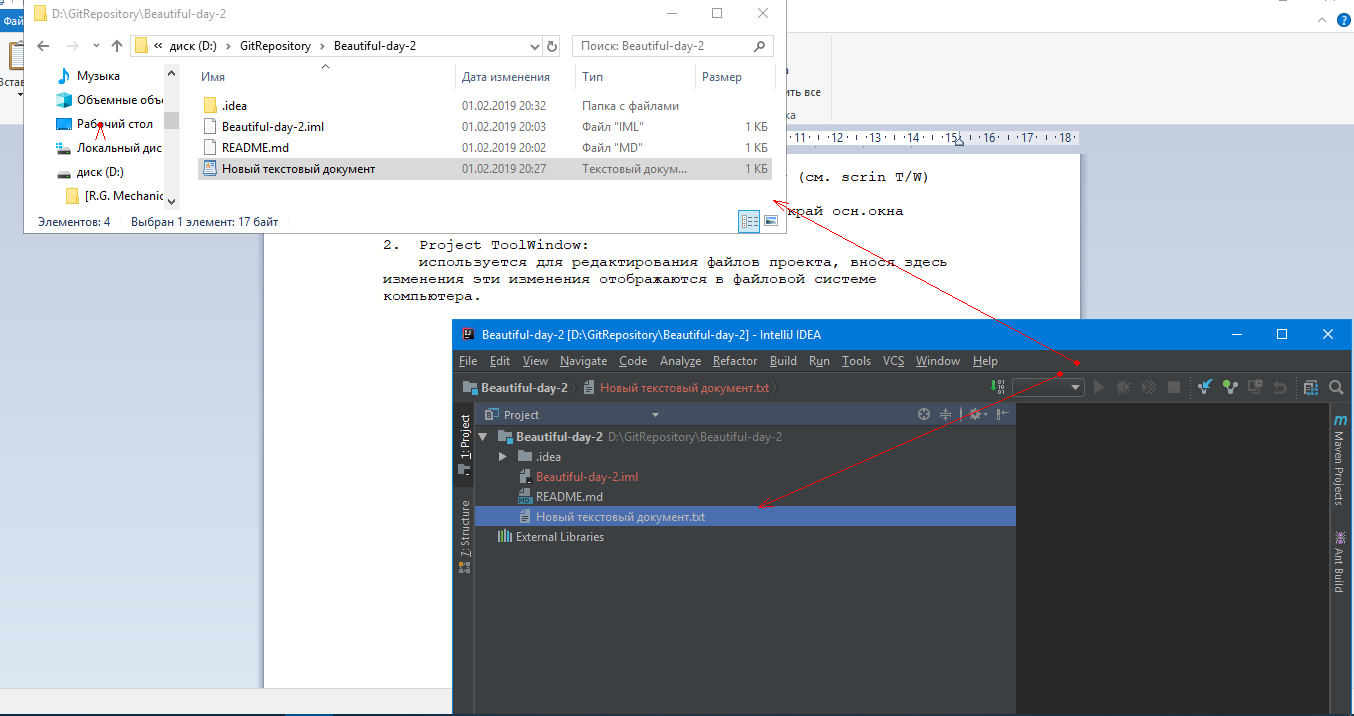 D:\GitRepository\Beautiful-day-2
Фай
« диск (D:) › GitRepository › Beautiful-day-2
Поиск: Beautiful-day-2
Музыка
Объемные объ
Рабочий стол
Локальный дис
диск (D:)
[R.G. Mechanic
Имя Дата изменения Тип Размер
.idea 01.02.2019 20:32 Папка с файлами
Beautiful-day-2.iml 01.02.2019 20:03 Файл "IML" 1 КБ
README.md 01.02.2019 20:02 Файл "MD" 1 КБ
Новый текстовый документ 01.02.2019 20:27 Текстовый докум... 1 КБ
Элементов: 4 Выбран 1 элемент: 17 байт
ить все
11 12 13 14 15 16 17 18
(см. scrin T/W)
край осн.окна
2. Project ToolWindow:
используется для редактирования файлов проекта, внося здесь
изменения эти изменения отображаются в файловой системе
компьютера.
Beautiful-day-2 [D:\GitRepository\Beautiful-day-2] - IntelliJ IDEA
File Edit View Navigate Code Analyze Refactor Build Run Tools VCS Window Help
Beautiful-day-2 Новый текстовый документ.txt
1: Project
7: Structure
Project
Beautiful-day-2 D:\GitRepository\Beautiful-day-2
.idea
Beautiful-day-2.iml
README.md
Новый текстовый документ.txt
External Libraries
Maven Projects
Ant Build